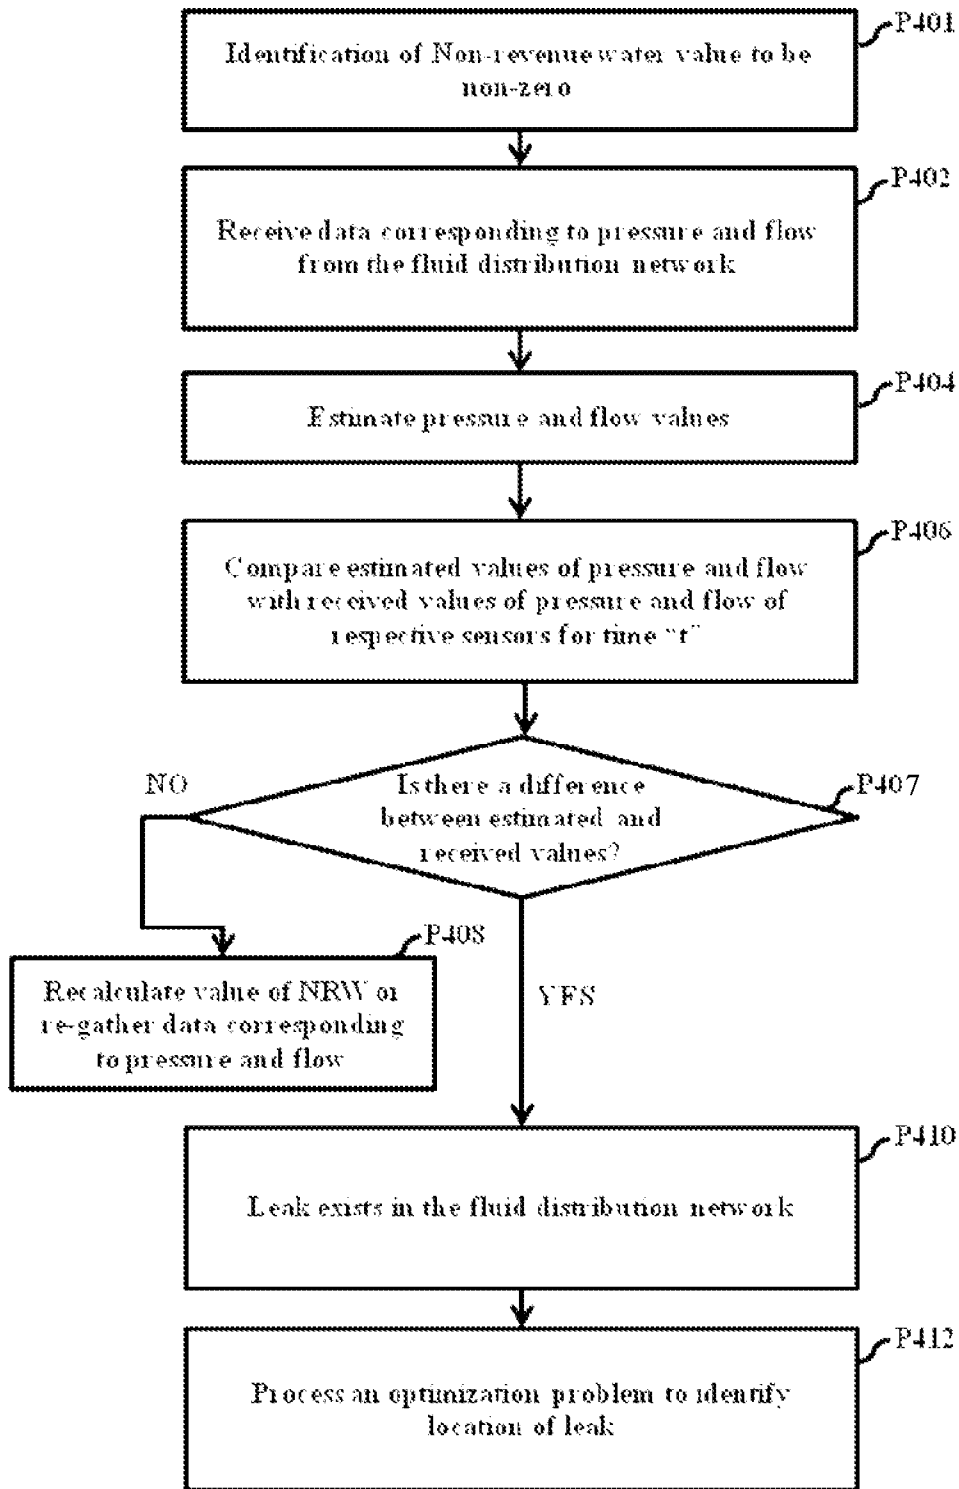 P401
Identification of Non-revenue water value to be
non-zero
P402
Receive data corresponding to pressure and flow
from the fluid distribution network
P404
Estimate pressure and flow values
P406
Compare estimated values of pressure and flow
with received values of pressure and flow of
respective sensors for time “t”
NO
Is there a difference
between estimated and
received values?
P407
P408
Recalculate value of NRW or
re-gather data corresponding
to pressure and flow
YES
P410
Leak exists in the fluid distribution network
P412
Process an optimization problem to identify
location of leak